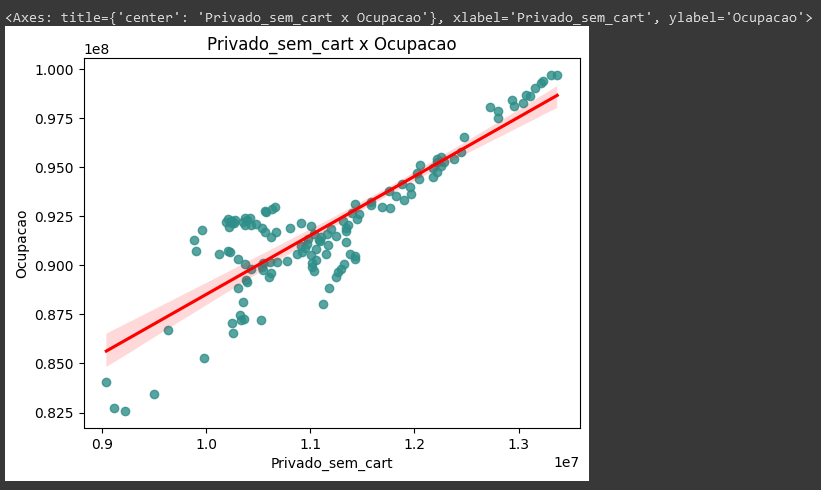 <Axes: title={'center': 'Privado_sem_cart x Ocupacao'}, xlabel='Privado_sem_cart', ylabel='Ocupacao'>
Privado_sem_cart x Ocupacao
1e8
1.000
0.975
0.950
0.925
0.900
0.875
0.850
0.825
Ocupacao
0.9 1.0 1.1 1.2 1.3
1e7
Privado_sem_cart